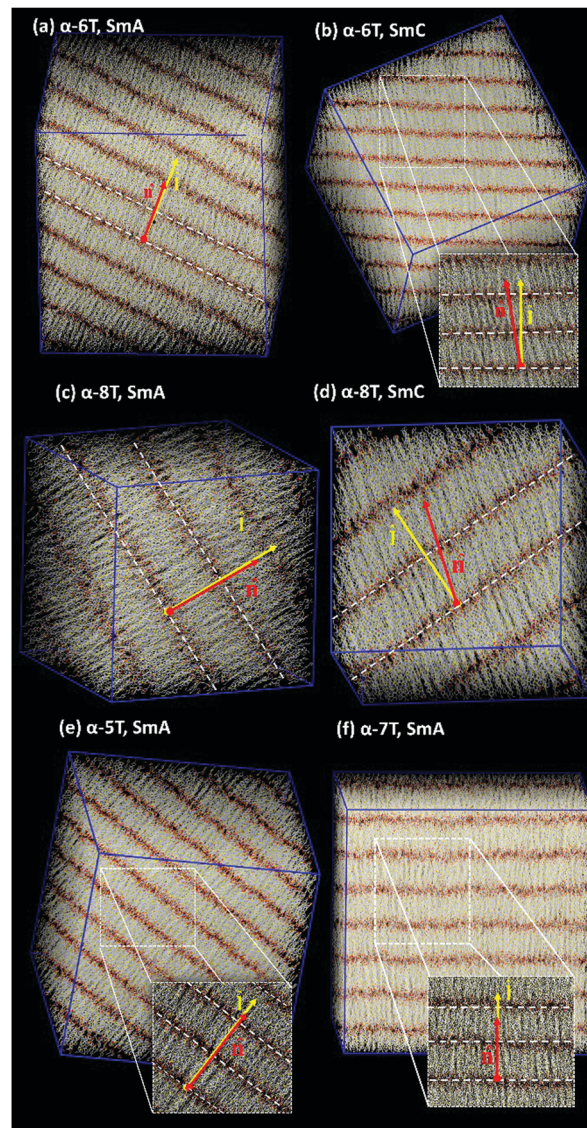 (a) α-6T, SmA
(b) α-6T, SmC
n̂
l̂
n̂
l̂
(c) α-8T, SmA
(d) α-8T, SmC
l̂
n̂
l̂
n̂
(e) α-5T, SmA
(f) α-7T, SmA
l̂
n̂
l̂
n̂